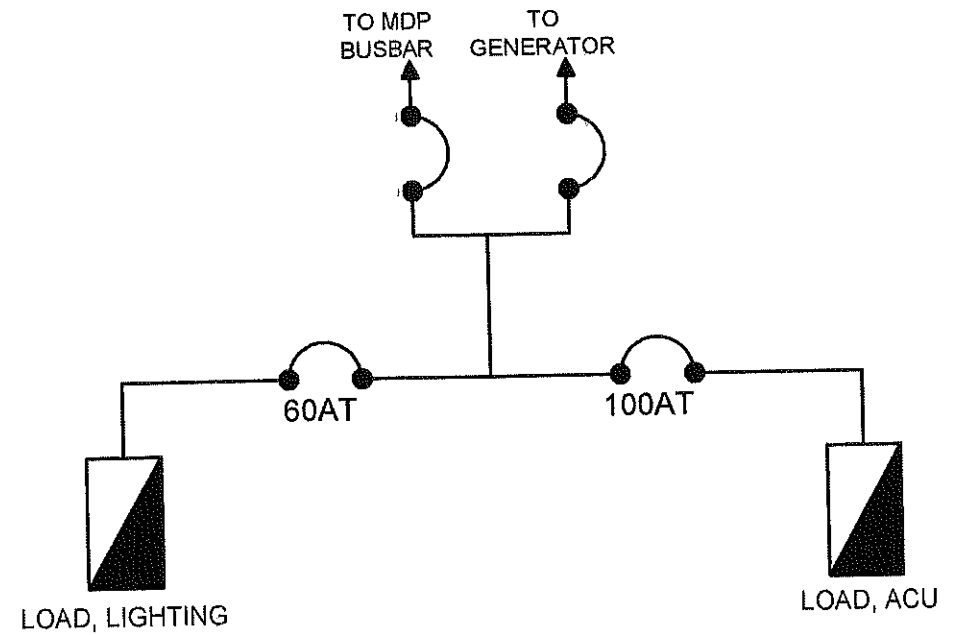 TO MDP
BUSBAR
TO
GENERATOR
60AT
100AT
LOAD, LIGHTING
LOAD, ACU